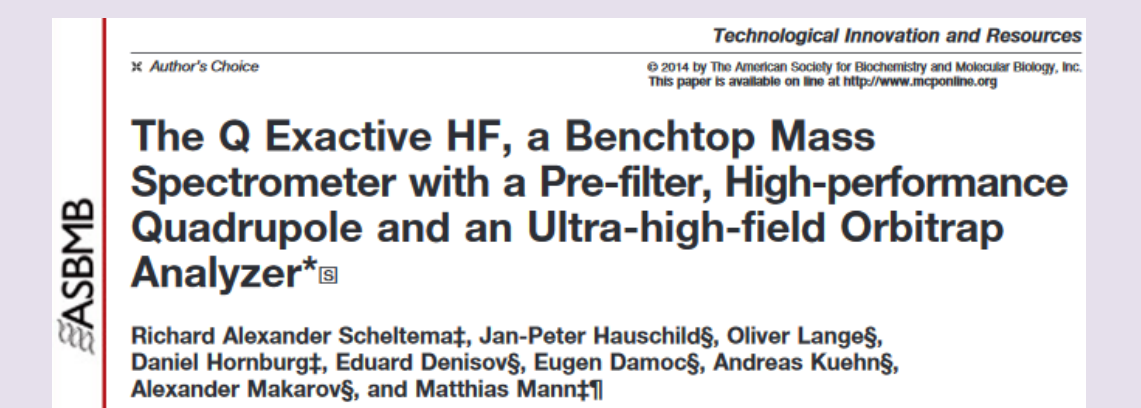 Technological Innovation and Resources
⌘ Author's Choice
© 2014 by The American Society for Biochemistry and Molecular Biology, Inc.
This paper is available on line at http://www.mcponline.org
The Q Exactive HF, a Benchtop Mass
Spectrometer with a Pre-filter, High-performance
Quadrupole and an Ultra-high-field Orbitrap
Analyzer*🅂
Richard Alexander Scheltema‡, Jan-Peter Hauschild§, Oliver Lange§,
Daniel Hornburg‡, Eduard Denisov§, Eugen Damoc§, Andreas Kuehn§,
Alexander Makarov§, and Matthias Mann‡¶
ASBMB